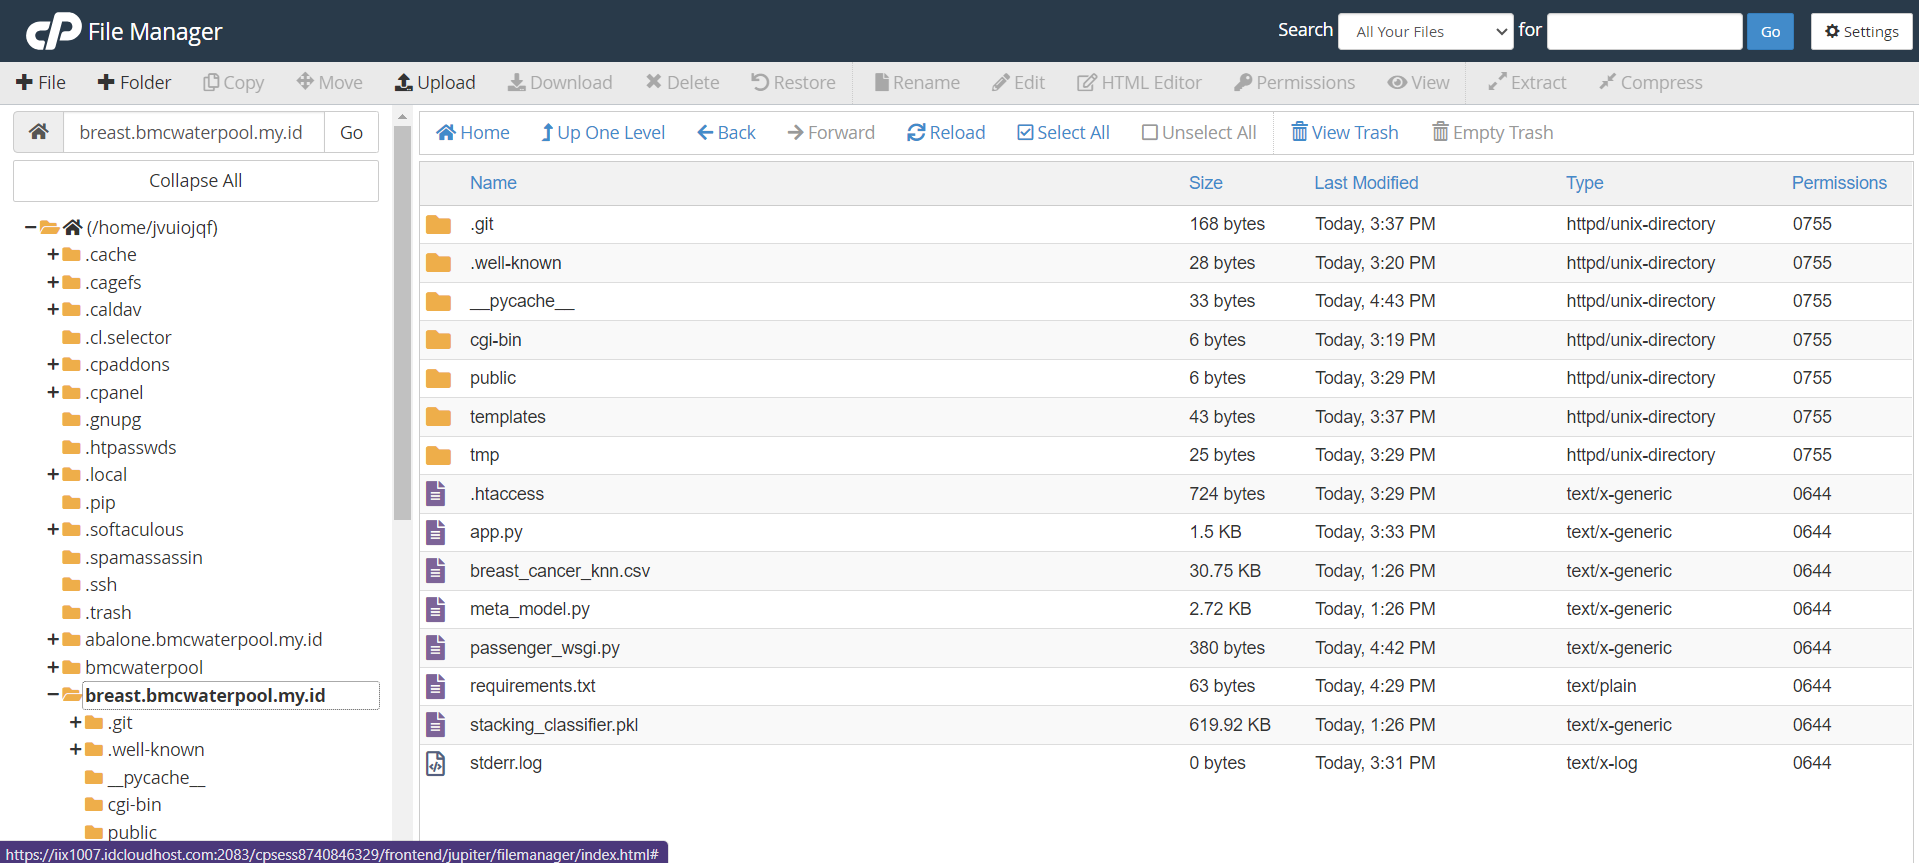 cP File Manager
Search All Your Files for Go Settings
File Folder Copy Move Upload Download Delete Restore Rename Edit HTML Editor Permissions View Extract Compress
breast.bmcwaterpool.my.id Go
Collapse All
(/home/jvuiojqf)
.cache
.cagefs
.caldav
.cl.selector
.cpaddons
.cpanel
.gnupg
.htpasswds
.local
.pip
.softaculous
.spamassassin
.ssh
.trash
abalone.bmcwaterpool.my.id
bmcwaterpool
breast.bmcwaterpool.my.id
.git
.well-known
__pycache__
cgi-bin
public
Home Up One Level Back Forward Reload Select All Unselect All View Trash Empty Trash
Name Size Last Modified Type Permissions
.git 168 bytes Today, 3:37 PM httpd/unix-directory 0755
.well-known 28 bytes Today, 3:20 PM httpd/unix-directory 0755
__pycache__ 33 bytes Today, 4:43 PM httpd/unix-directory 0755
cgi-bin 6 bytes Today, 3:19 PM httpd/unix-directory 0755
public 6 bytes Today, 3:29 PM httpd/unix-directory 0755
templates 43 bytes Today, 3:37 PM httpd/unix-directory 0755
tmp 25 bytes Today, 3:29 PM httpd/unix-directory 0755
.htaccess 724 bytes Today, 3:29 PM text/x-generic 0644
app.py 1.5 KB Today, 3:33 PM text/x-generic 0644
breast_cancer_knn.csv 30.75 KB Today, 1:26 PM text/x-generic 0644
meta_model.py 2.72 KB Today, 1:26 PM text/x-generic 0644
passenger_wsgi.py 380 bytes Today, 4:42 PM text/x-generic 0644
requirements.txt 63 bytes Today, 4:29 PM text/plain 0644
stacking_classifier.pkl 619.92 KB Today, 1:26 PM text/x-generic 0644
stderr.log 0 bytes Today, 3:31 PM text/x-log 0644
https://iix1007.idcloudhost.com:2083/cpsess8740846329/frontend/jupiter/filemanager/index.html#